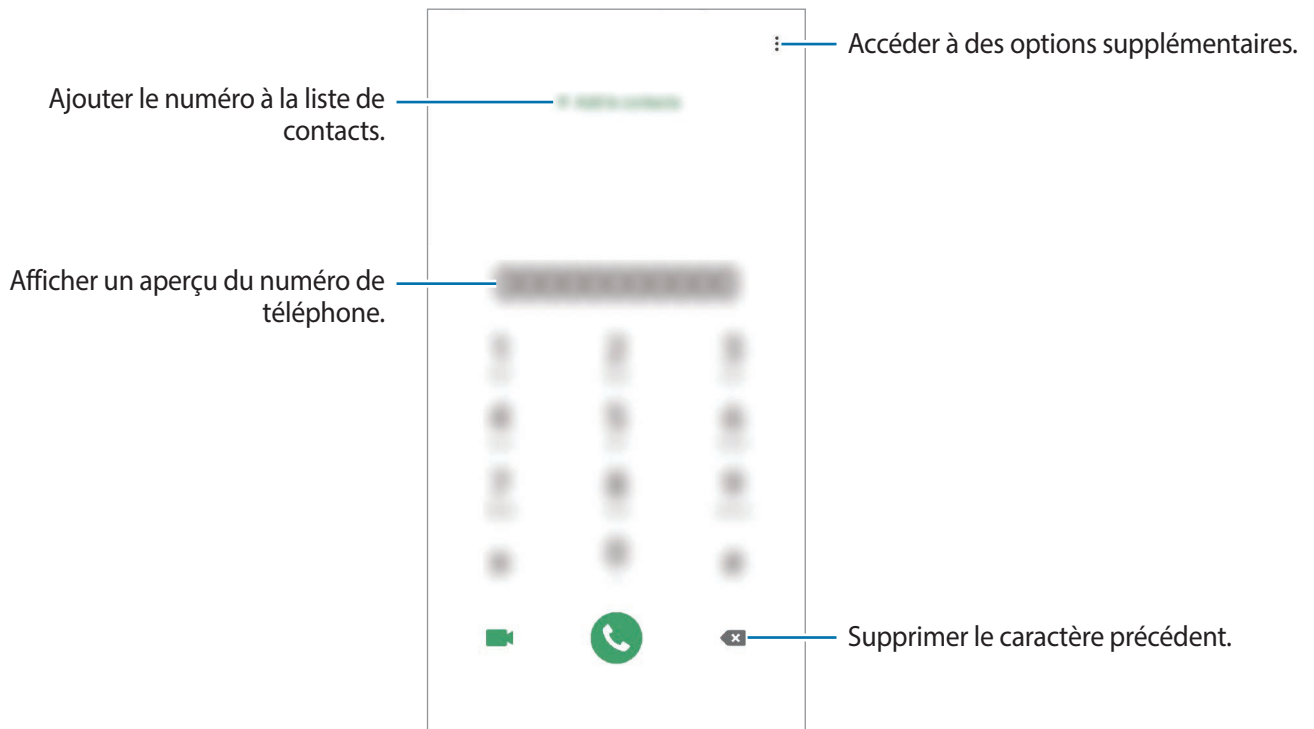 Accéder à des options supplémentaires.
Ajouter le numéro à la liste de
contacts.
Afficher un aperçu du numéro de
téléphone.
Supprimer le caractère précédent.